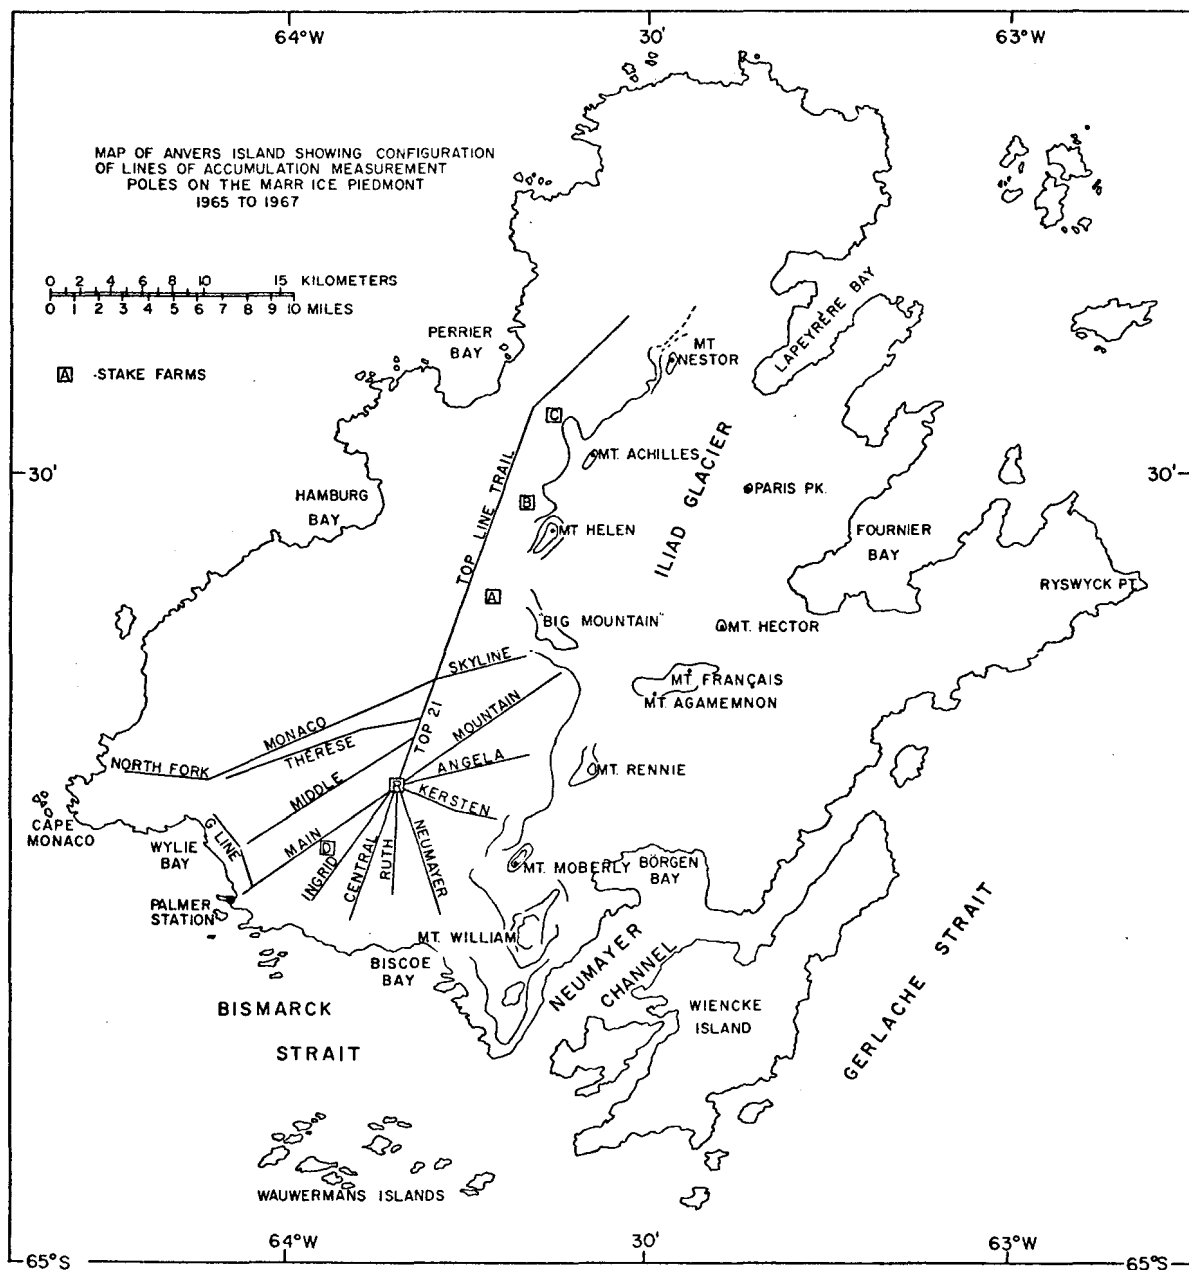 64°W
30'
63°W
MAP OF ANVERS ISLAND SHOWING CONFIGURATION
OF LINES OF ACCUMULATION MEASUREMENT
POLES ON THE MARR ICE PIEDMONT
1965 TO 1967
0 2 4 6 8 10 15 KILOMETERS
0 1 2 3 4 5 6 7 8 9 10 MILES
A -STAKE FARMS
PERRIER
BAY
LAPEYRÈRE BAY
MT
NESTOR
C
MT. ACHILLES
30'
30'
HAMBURG
BAY
TOP LINE TRAIL
B
MT HELEN
ILIAD GLACIER
PARIS PK.
FOURNIER
BAY
RYSWYCK PT.
A
"BIG MOUNTAIN"
MT. HECTOR
SKYLINE
MT. FRANÇAIS
MT. AGAMEMNON
MONACO
THÉRÈSE
TOP 21
MOUNTAIN
NORTH FORK
MIDDLE
R
ANGELA
KERSTEN
MT. RENNIE
CAPE
MONACO
WYLIE
BAY
G LINE
MAIN
D
INGRID
CENTRAL
RUTH
NEUMAYER
MT. MOBERLY
BÖRGEN
BAY
PALMER
STATION
MT. WILLIAM
BISCOE
BAY
NEUMAYER
CHANNEL
WIENCKE
ISLAND
GERLACHE STRAIT
BISMARCK
STRAIT
WAUWERMANS ISLANDS
64°W
30'
63°W
65°S
65°S